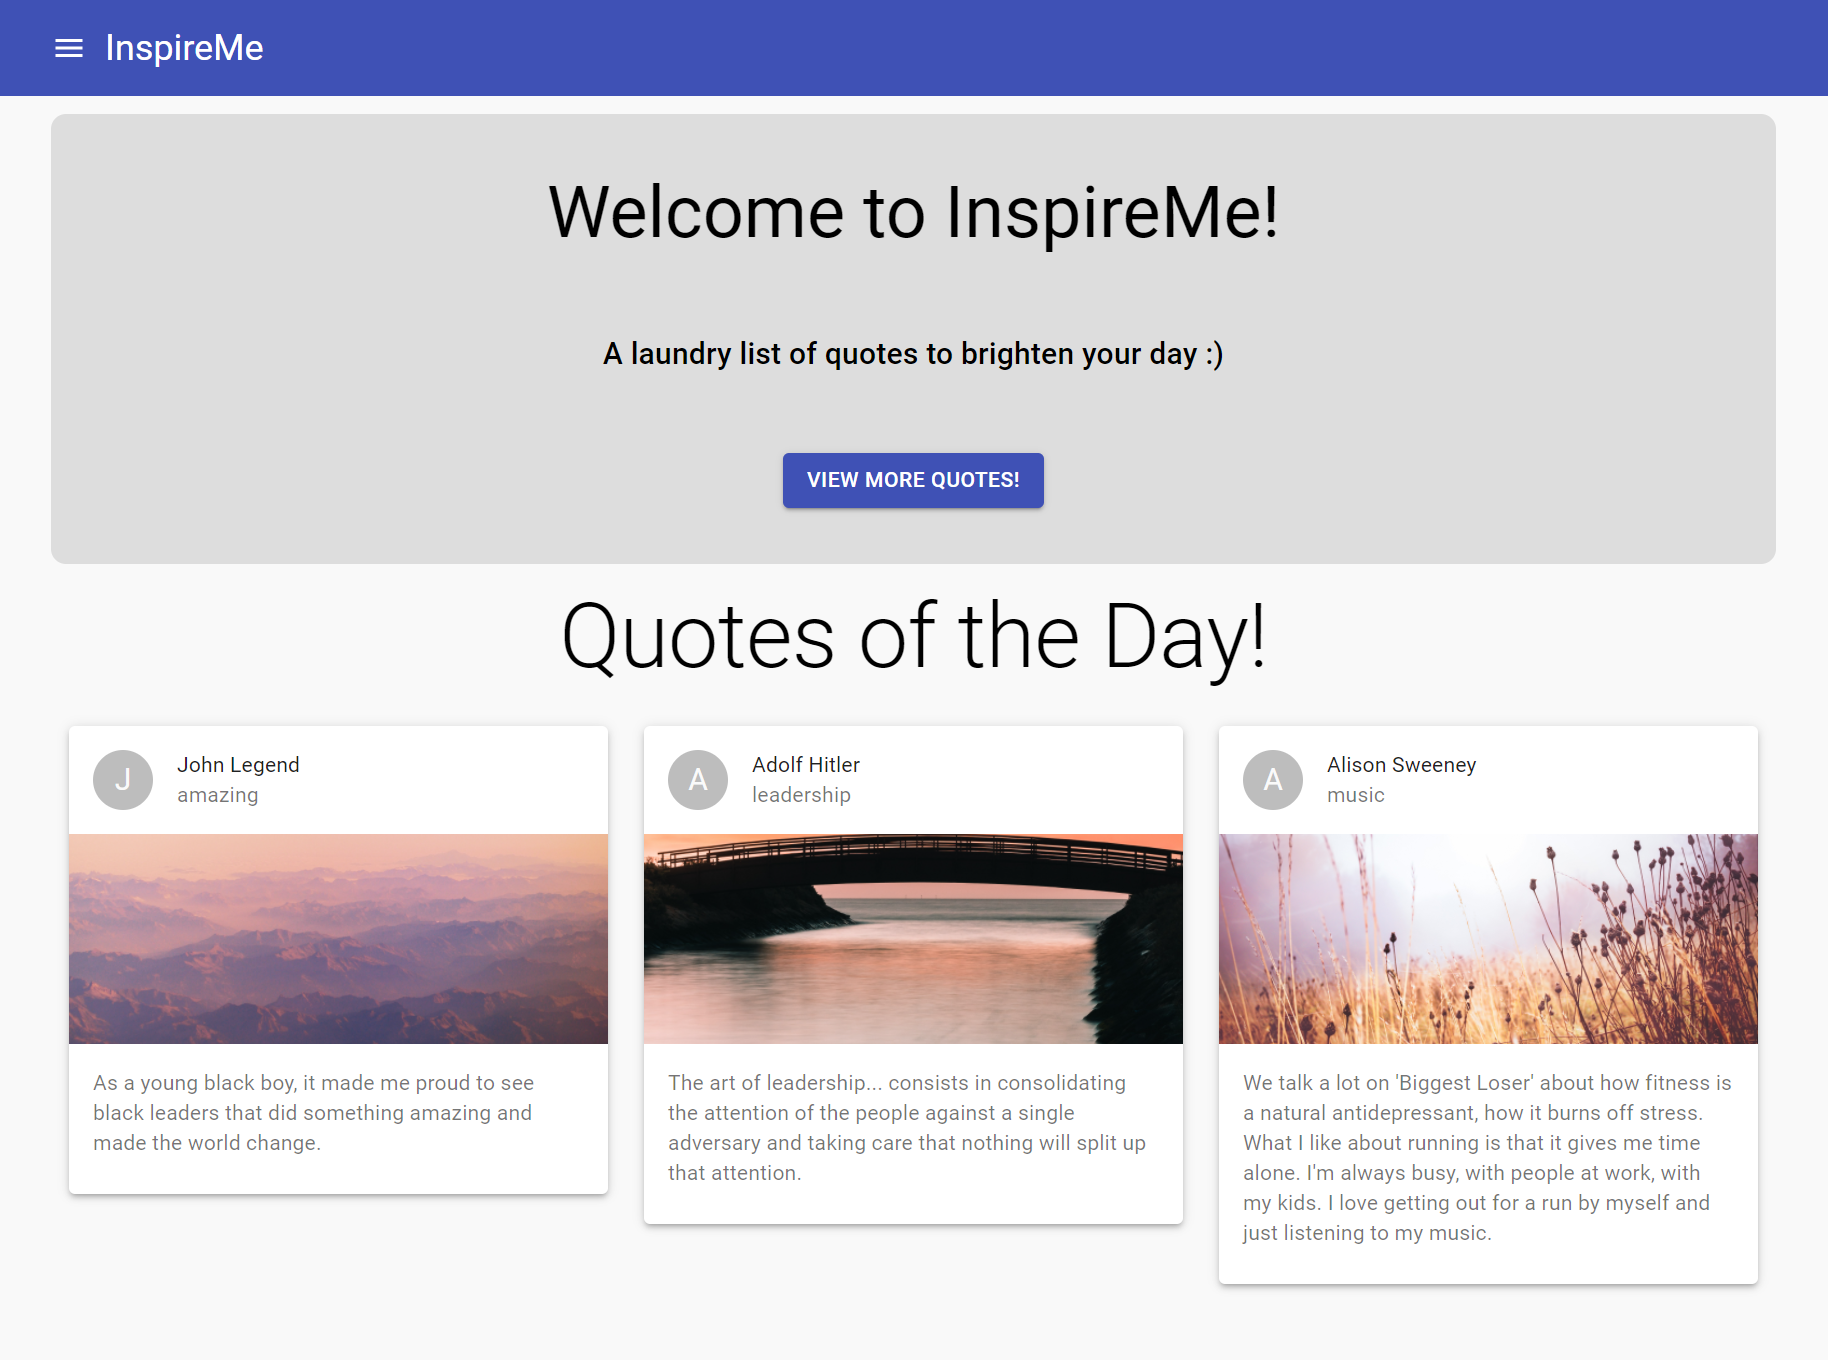 InspireMe
Welcome to InspireMe!
A laundry list of quotes to brighten your day :)
VIEW MORE QUOTES!
Quotes of the Day!
J
John Legend
amazing
As a young black boy, it made me proud to see
black leaders that did something amazing and
made the world change.
A
Adolf Hitler
leadership
The art of leadership... consists in consolidating
the attention of the people against a single
adversary and taking care that nothing will split up
that attention.
A
Alison Sweeney
music
We talk a lot on 'Biggest Loser' about how fitness is
a natural antidepressant, how it burns off stress.
What I like about running is that it gives me time
alone. I'm always busy, with people at work, with
my kids. I love getting out for a run by myself and
just listening to my music.